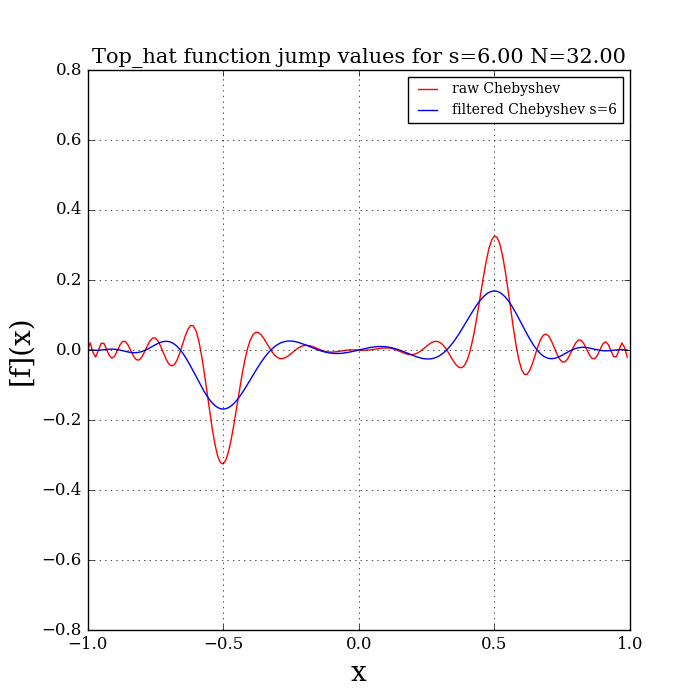 Top_hat function jump values for s=6.00 N=32.00
raw Chebyshev
filtered Chebyshev s=6
0.8
0.6
0.4
0.2
0.0
−0.2
−0.4
−0.6
−0.8
[f](x)
−1.0
−0.5
0.0
0.5
1.0
x